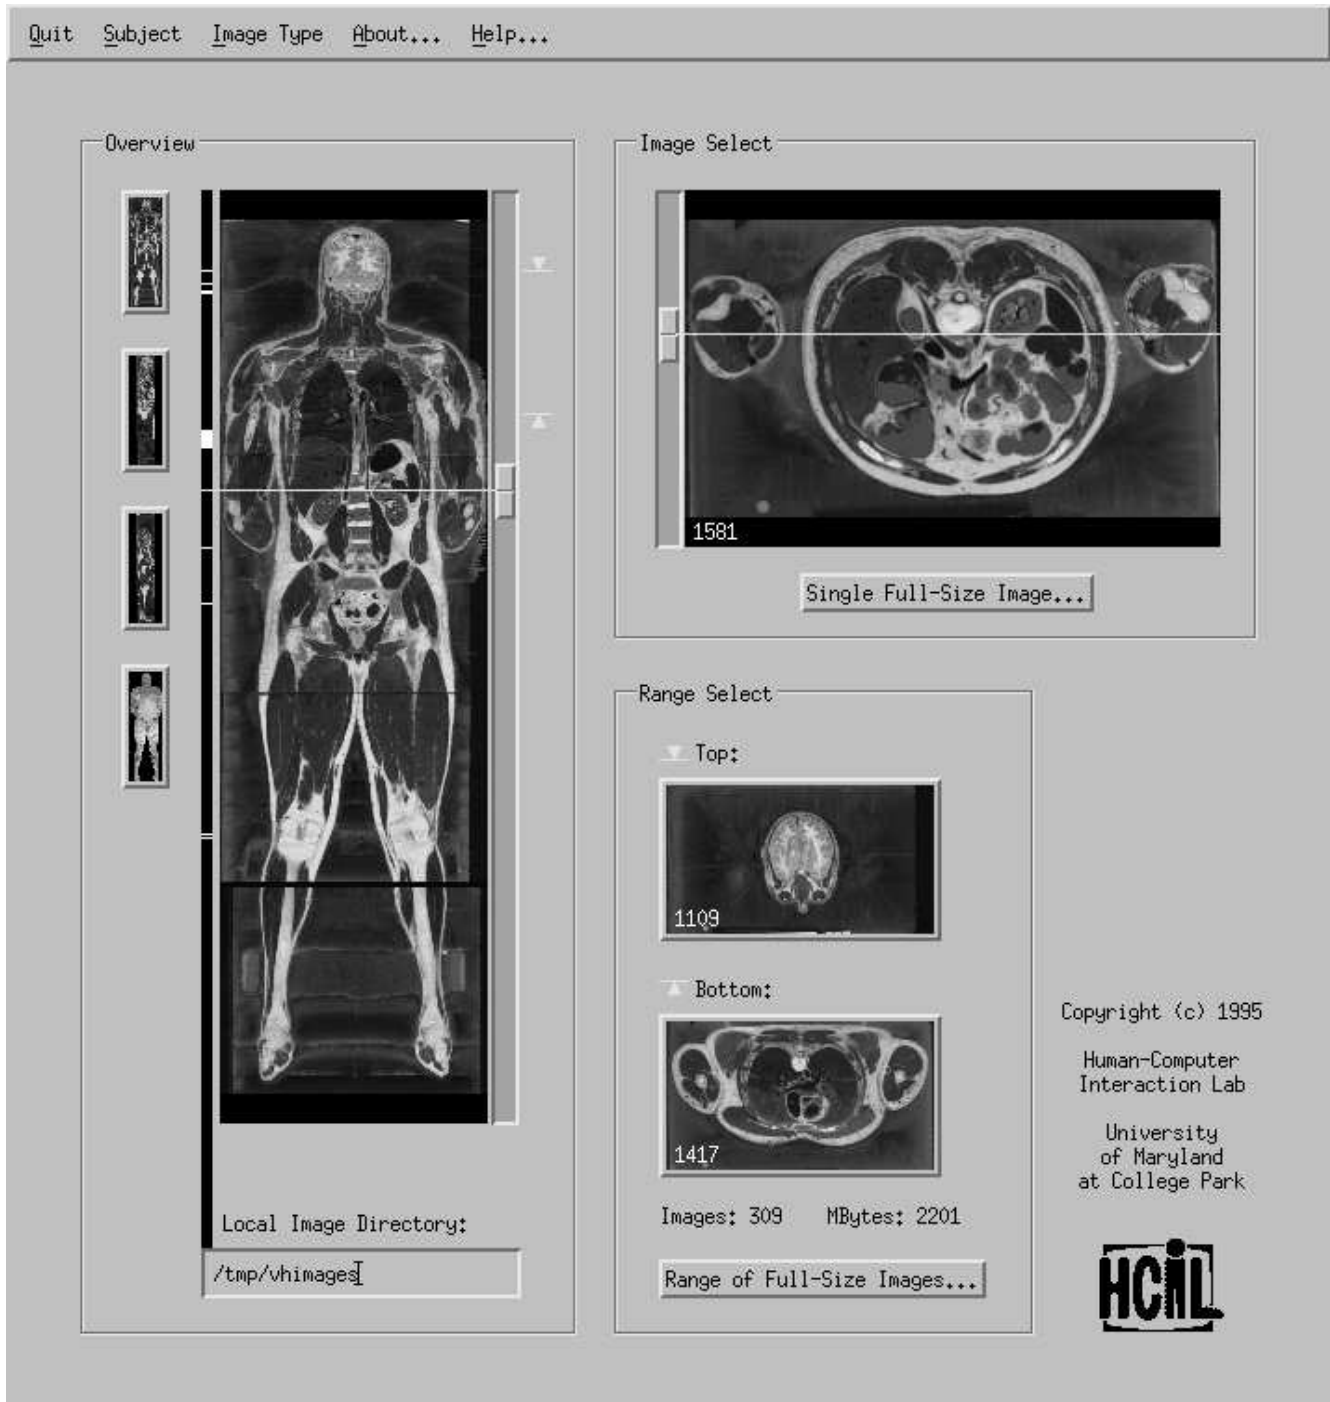 Quit Subject Image Type About... Help...
Overview
Image Select
1581
Single Full-Size Image...
Range Select
Top:
1109
Bottom:
1417
Images: 309 MBytes: 2201
Range of Full-Size Images...
Local Image Directory:
/tmp/vhimages
Copyright (c) 1995
Human-Computer
Interaction Lab
University
of Maryland
at College Park
HCIL